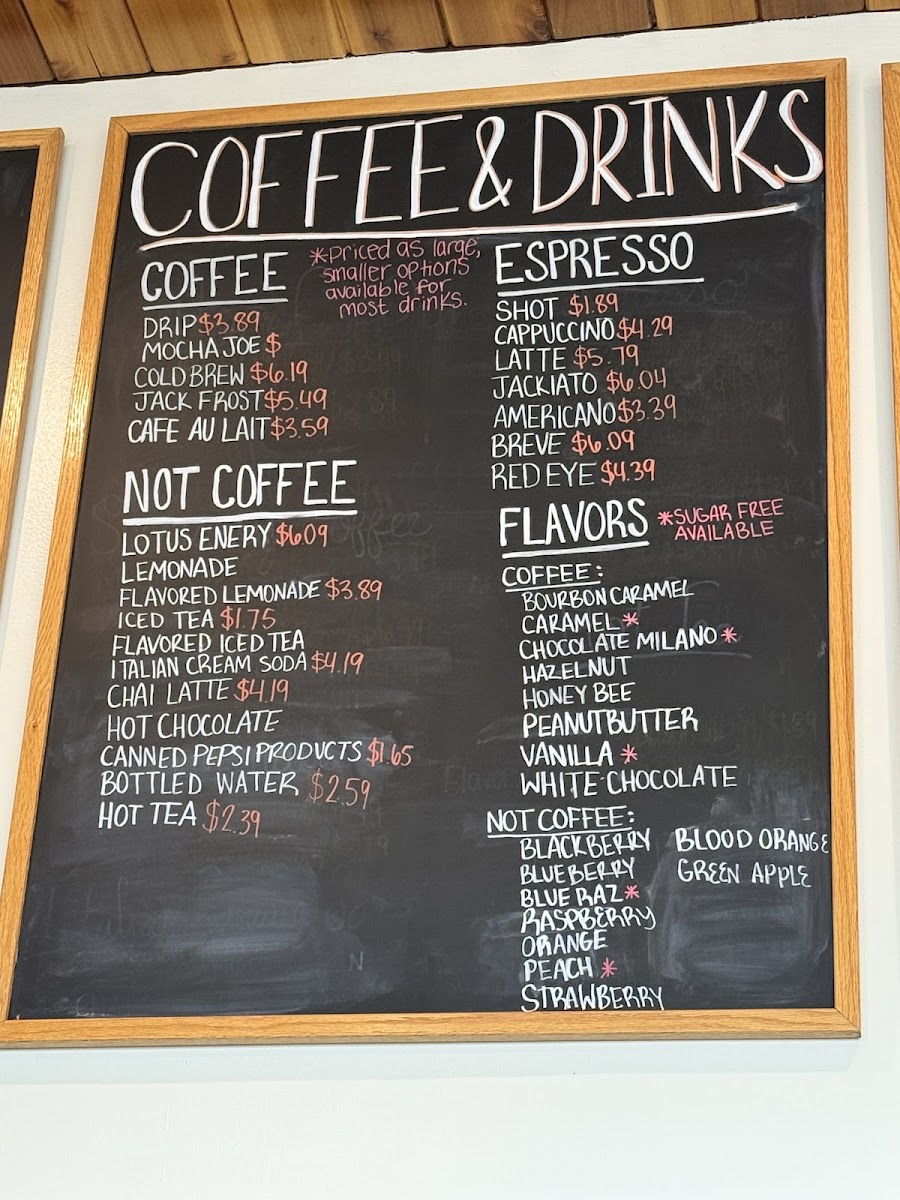 COFFEE & DRINKS
COFFEE
*priced as large,
smaller options
available for
most drinks.
DRIP $3.89
MOCHA JOE $
COLD BREW $6.19
JACK FROST $5.49
CAFE AU LAIT $3.59
NOT COFFEE
LOTUS ENERY $6.09
LEMONADE
FLAVORED LEMONADE $3.89
ICED TEA $1.75
FLAVORED ICED TEA
ITALIAN CREAM SODA $4.19
CHAI LATTE $4.19
HOT CHOCOLATE
CANNED PEPSI PRODUCTS $1.65
BOTTLED WATER $2.59
HOT TEA $2.39
ESPRESSO
SHOT $1.89
CAPPUCCINO $4.29
LATTE $5.79
JACKIATO $6.04
AMERICANO $3.39
BREVE $6.09
RED EYE $4.39
FLAVORS *SUGAR FREE
AVAILABLE
COFFEE:
BOURBON CARAMEL
CARAMEL *
CHOCOLATE MILANO *
HAZELNUT
HONEY BEE
PEANUTBUTTER
VANILLA *
WHITE CHOCOLATE
NOT COFFEE:
BLACKBERRY
BLUEBERRY
BLUE RAZ *
RASPBERRY
ORANGE
PEACH *
STRAWBERRY
BLOOD ORANGE
GREEN APPLE